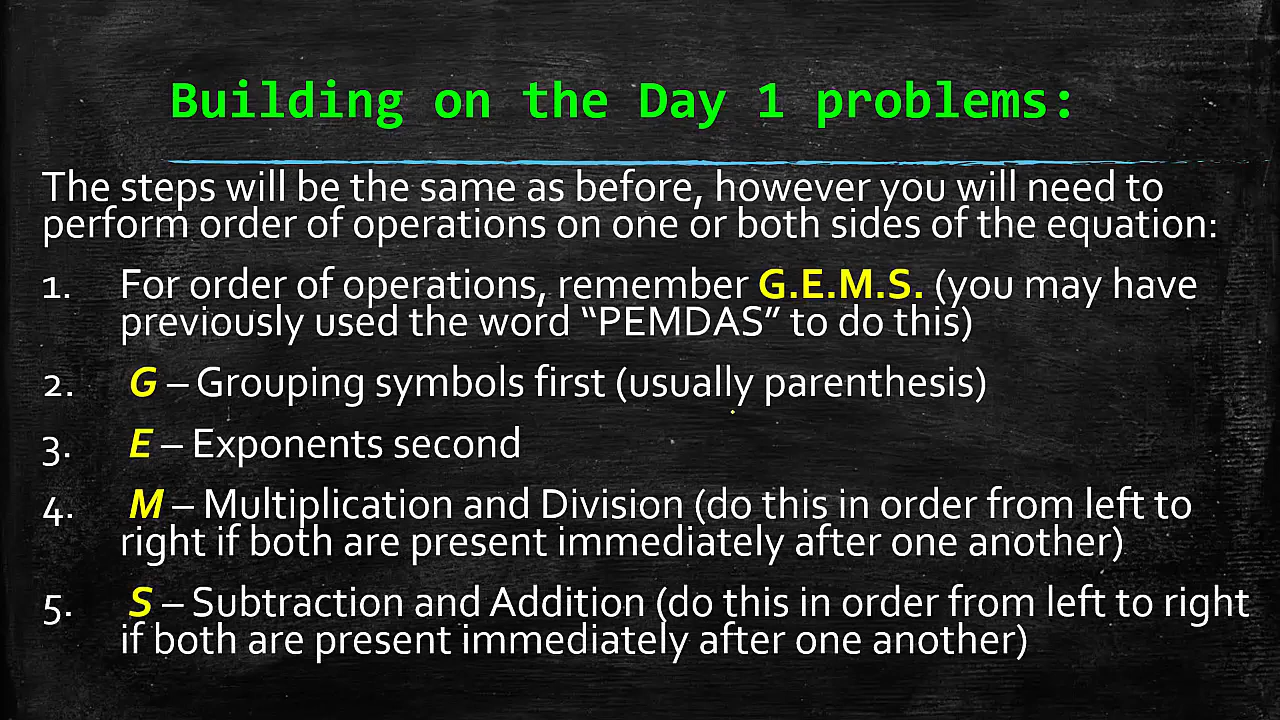 Building on the Day 1 problems:
The steps will be the same as before, however you will need to
perform order of operations on one or both sides of the equation:
1. For order of operations, remember G.E.M.S. (you may have
previously used the word “PEMDAS” to do this)
2. G – Grouping symbols first (usually parenthesis)
3. E – Exponents second
4. M – Multiplication and Division (do this in order from left to
right if both are present immediately after one another)
5. S – Subtraction and Addition (do this in order from left to right
if both are present immediately after one another)